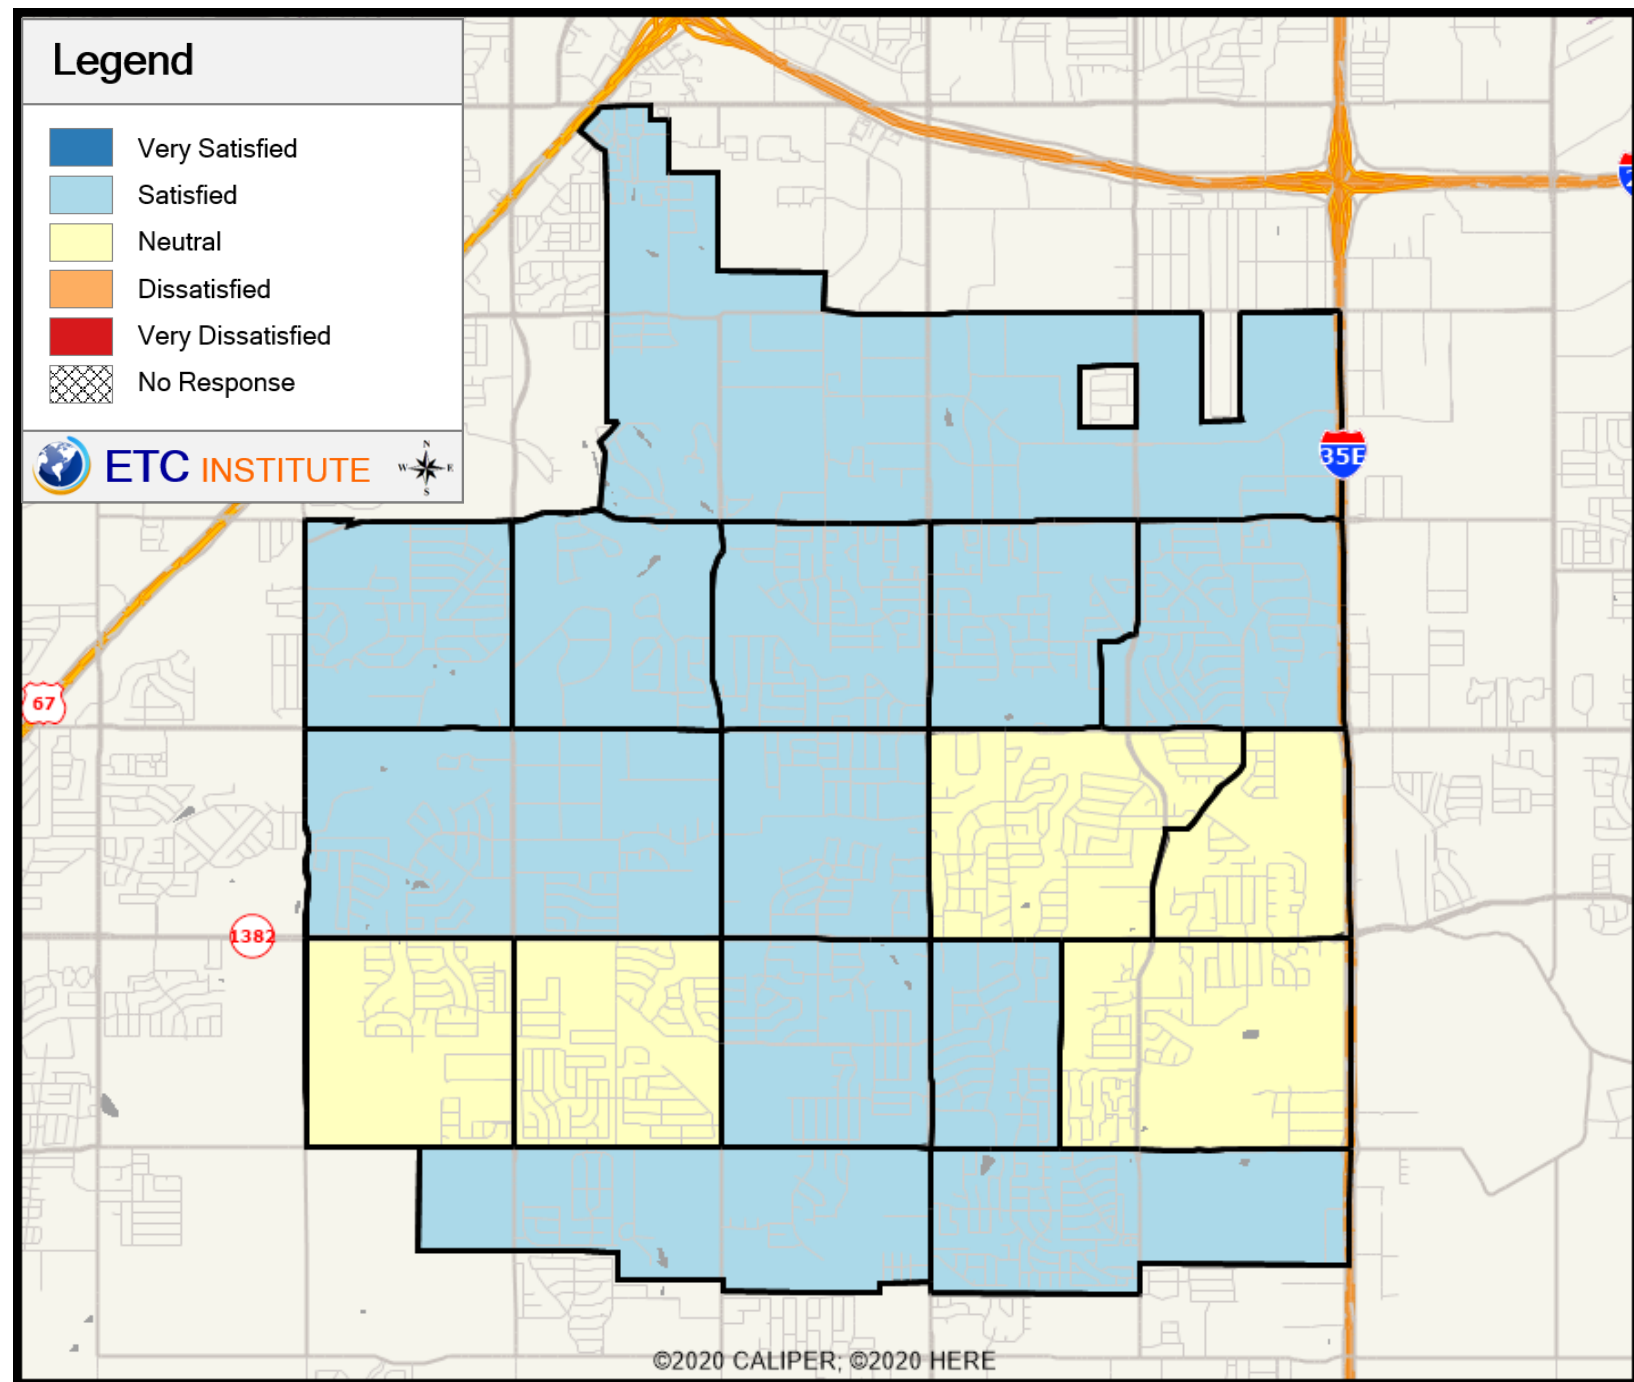 Legend
Very Satisfied
Satisfied
Neutral
Dissatisfied
Very Dissatisfied
No Response
ETC INSTITUTE
N
W E
S
35E
67
1382
©2020 CALIPER; ©2020 HERE